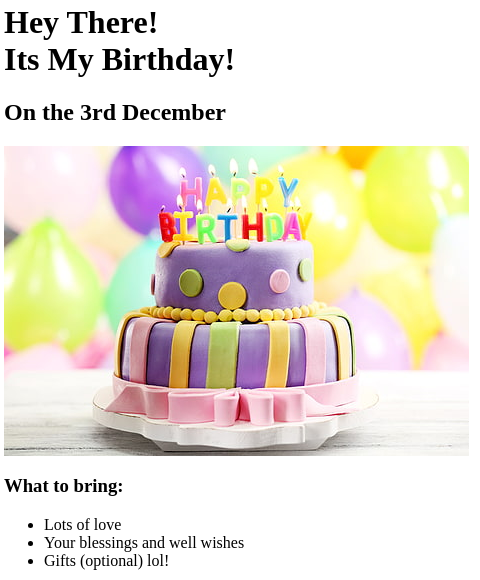 Hey There!
Its My Birthday!
On the 3rd December
HAPPY
BIRTHDAY
What to bring:
Lots of love
Your blessings and well wishes
Gifts (optional) lol!